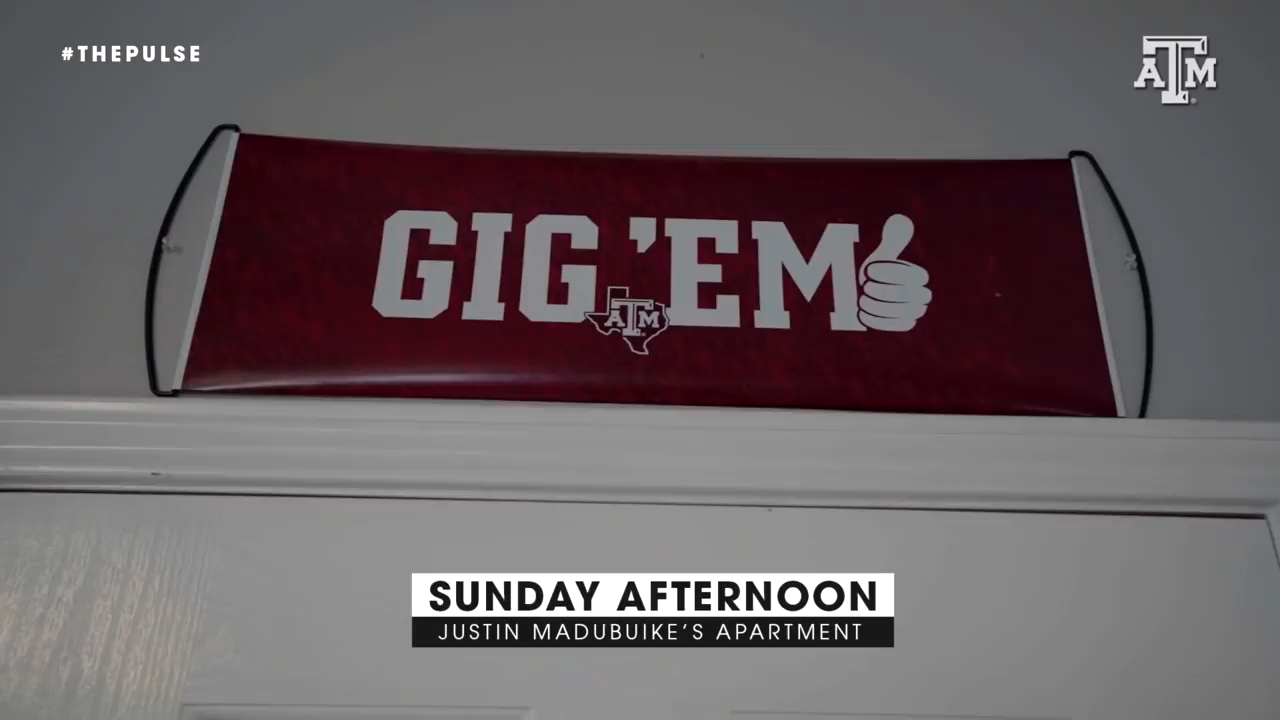 #THEPULSE
ATM
GIG 'EM
ATM
SUNDAY AFTERNOON
JUSTIN MADUBUIKE'S APARTMENT